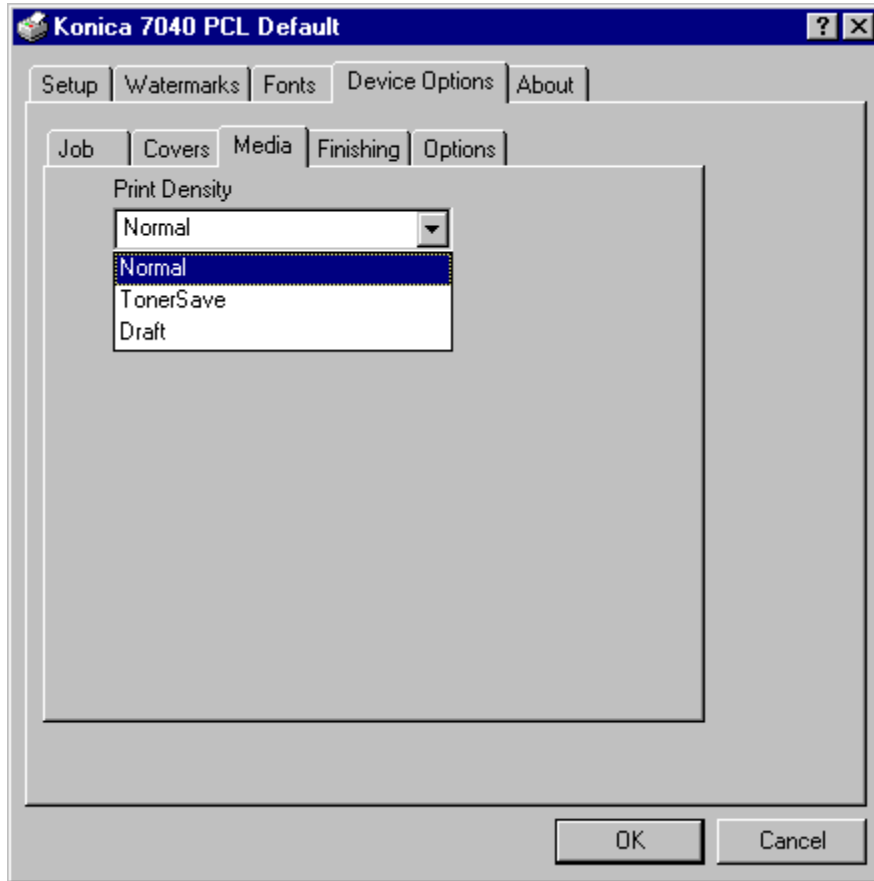 Konica 7040 PCL Default
Setup Watermarks Fonts Device Options About
Job Covers Media Finishing Options
Print Density
Normal
Normal
TonerSave
Draft
OK Cancel